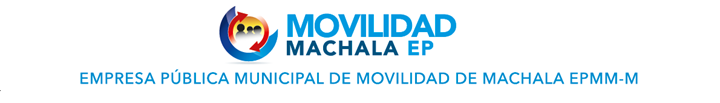 MOVILIDAD
MACHALA EP
EMPRESA PÚBLICA MUNICIPAL DE MOVILIDAD DE MACHALA EPMM-M